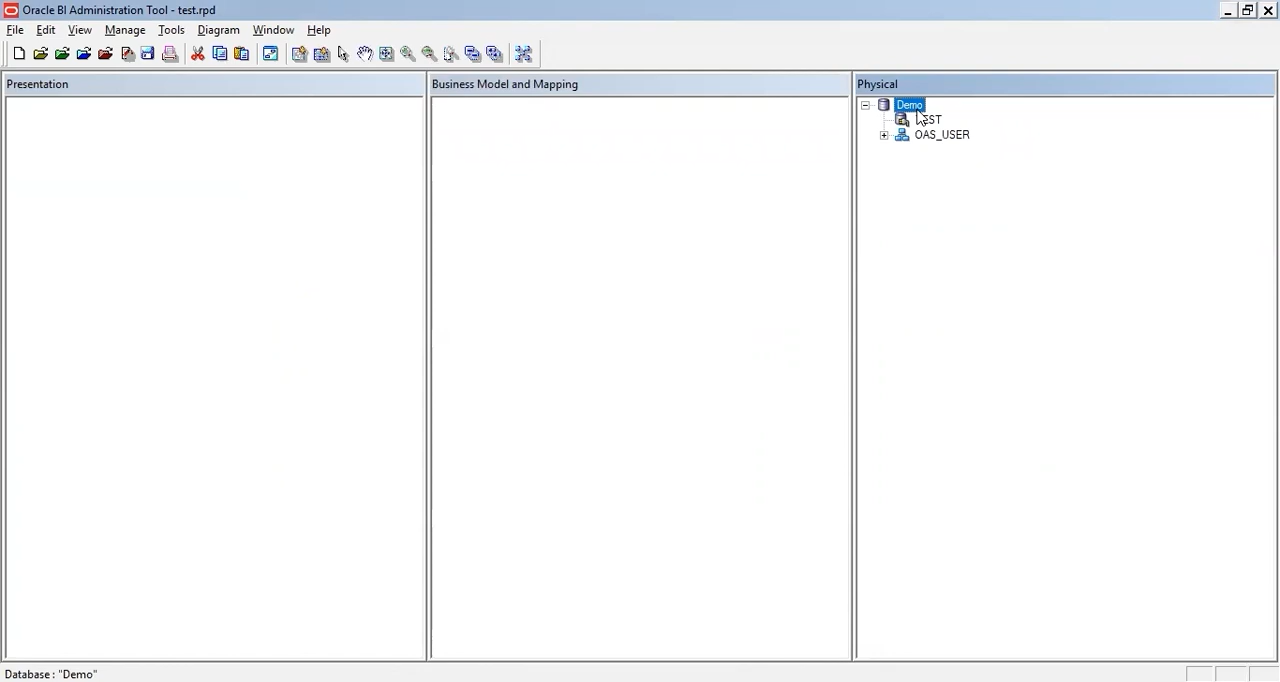 Oracle BI Administration Tool - test.rpd
File Edit View Manage Tools Diagram Window Help
Presentation
Business Model and Mapping
Physical
Demo
OAS_USER
Database : "Demo"